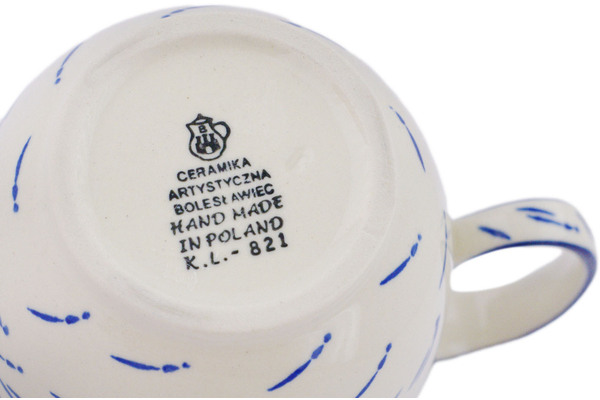 B
CERAMIKA
ARTYSTYCZNA
BOLESŁAWIEC
HAND MADE
IN POLAND
K.L.- 821